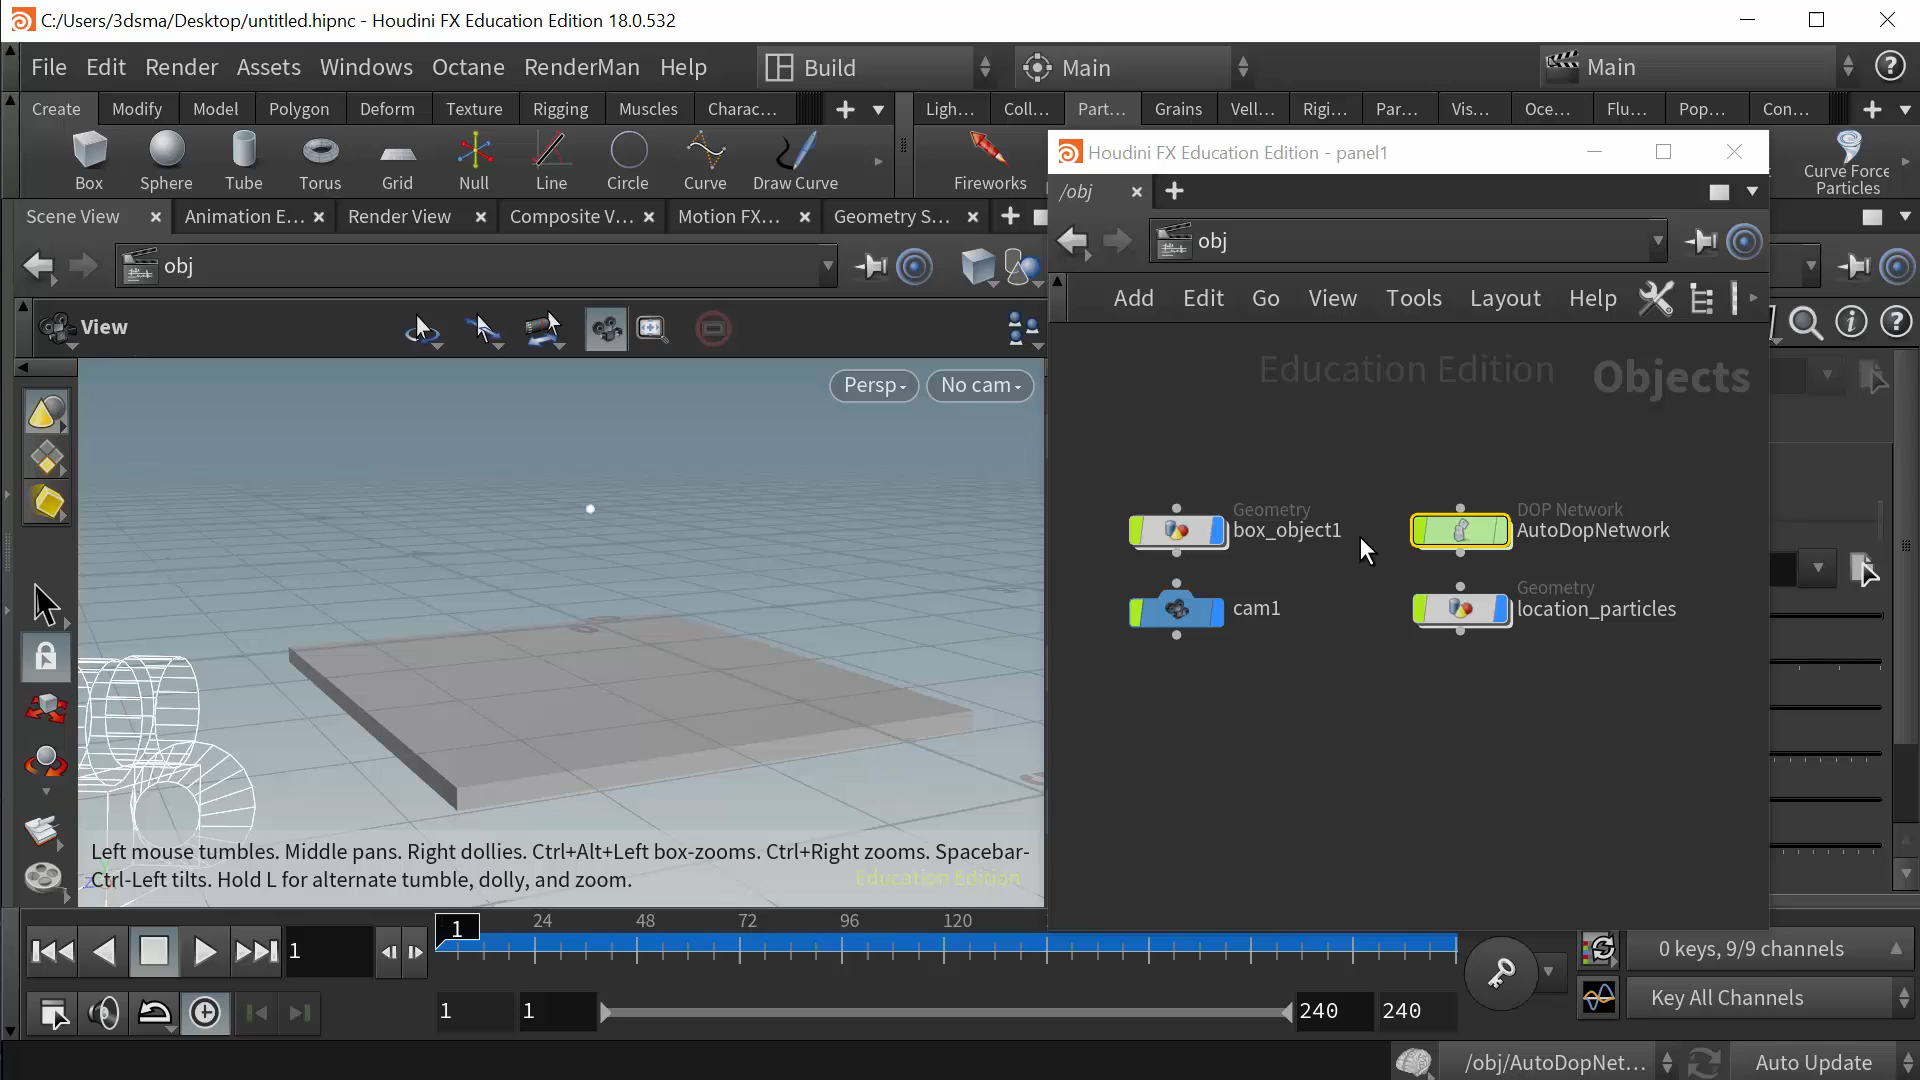 C:/Users/3dsma/Desktop/untitled.hipnc - Houdini FX Education Edition 18.0.532
File Edit Render Assets Windows Octane RenderMan Help
Build
Main
Main
Create Modify Model Polygon Deform Texture Rigging Muscles Charac...
Ligh... Coll... Part... Grains Vell... Rigi... Par... Vis... Oce... Flu... Pop... Con...
Box Sphere Tube Torus Grid Null Line Circle Curve Draw Curve
Fireworks
Curve Force
Particles
Houdini FX Education Edition - panel1
/obj
obj
Add Edit Go View Tools Layout Help
Scene View Animation E... Render View Composite V... Motion FX... Geometry S...
obj
View
Persp
No cam
Education Edition
Objects
Geometry
box_object1
DOP Network
AutoDopNetwork
cam1
Geometry
location_particles
Left mouse tumbles. Middle pans. Right dollies. Ctrl+Alt+Left box-zooms. Ctrl+Right zooms. Spacebar-
Ctrl-Left tilts. Hold L for alternate tumble, dolly, and zoom.
Education Edition
1
1
24 48 72 96 120
0 keys, 9/9 channels
Key All Channels
1
1
240
240
/obj/AutoDopNet...
Auto Update